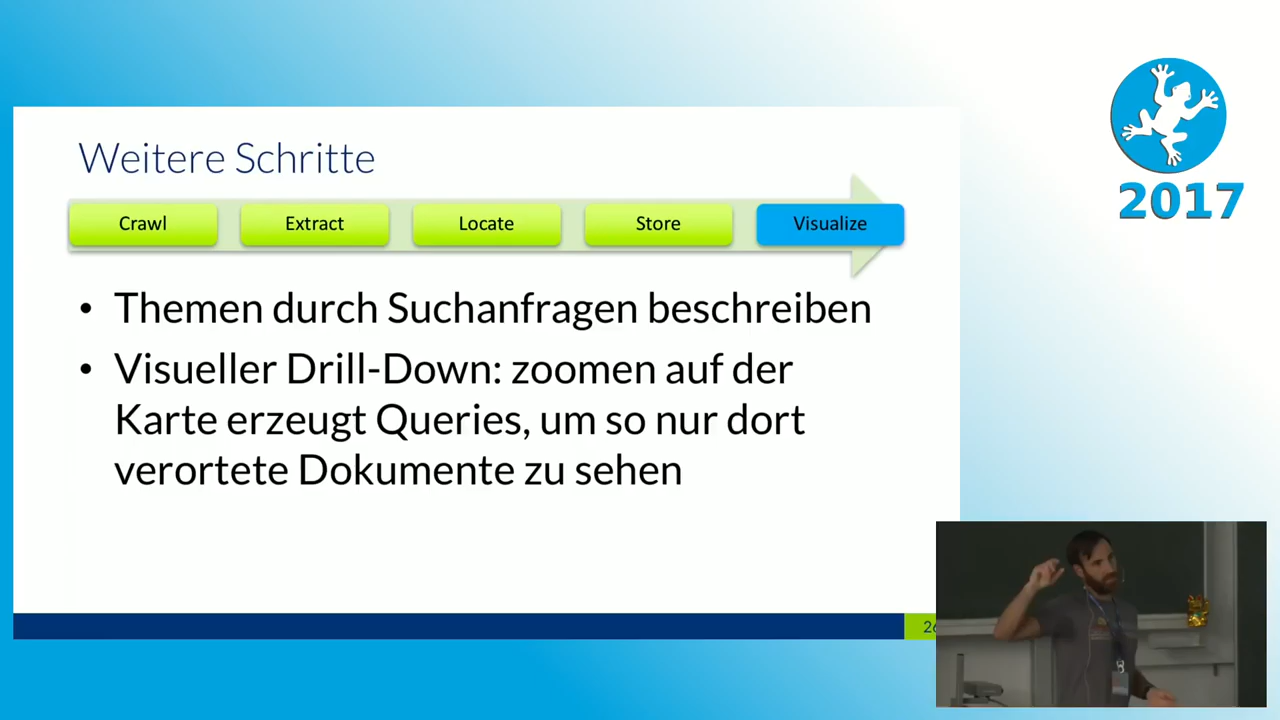 2017
Weitere Schritte
Crawl Extract Locate Store Visualize
• Themen durch Suchanfragen beschreiben
• Visueller Drill-Down: zoomen auf der
Karte erzeugt Queries, um so nur dort
verortete Dokumente zu sehen